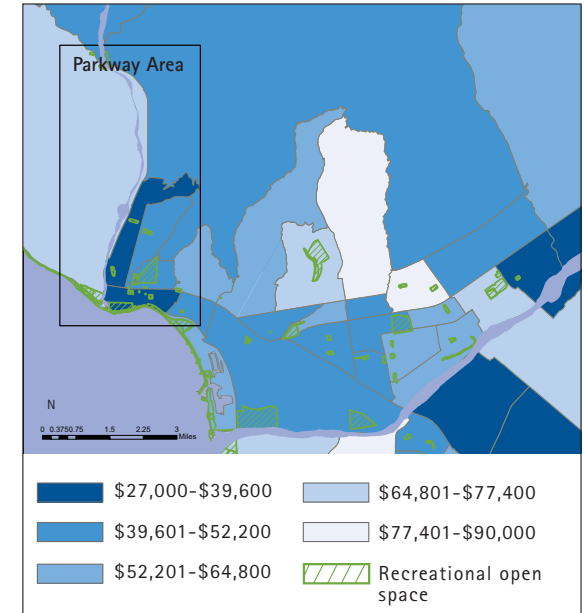 Parkway Area
N
0 0.3750.75 1.5 2.25 3
Miles
$27,000-$39,600
$39,601-$52,200
$52,201-$64,800
$64,801-$77,400
$77,401-$90,000
Recreational open
space